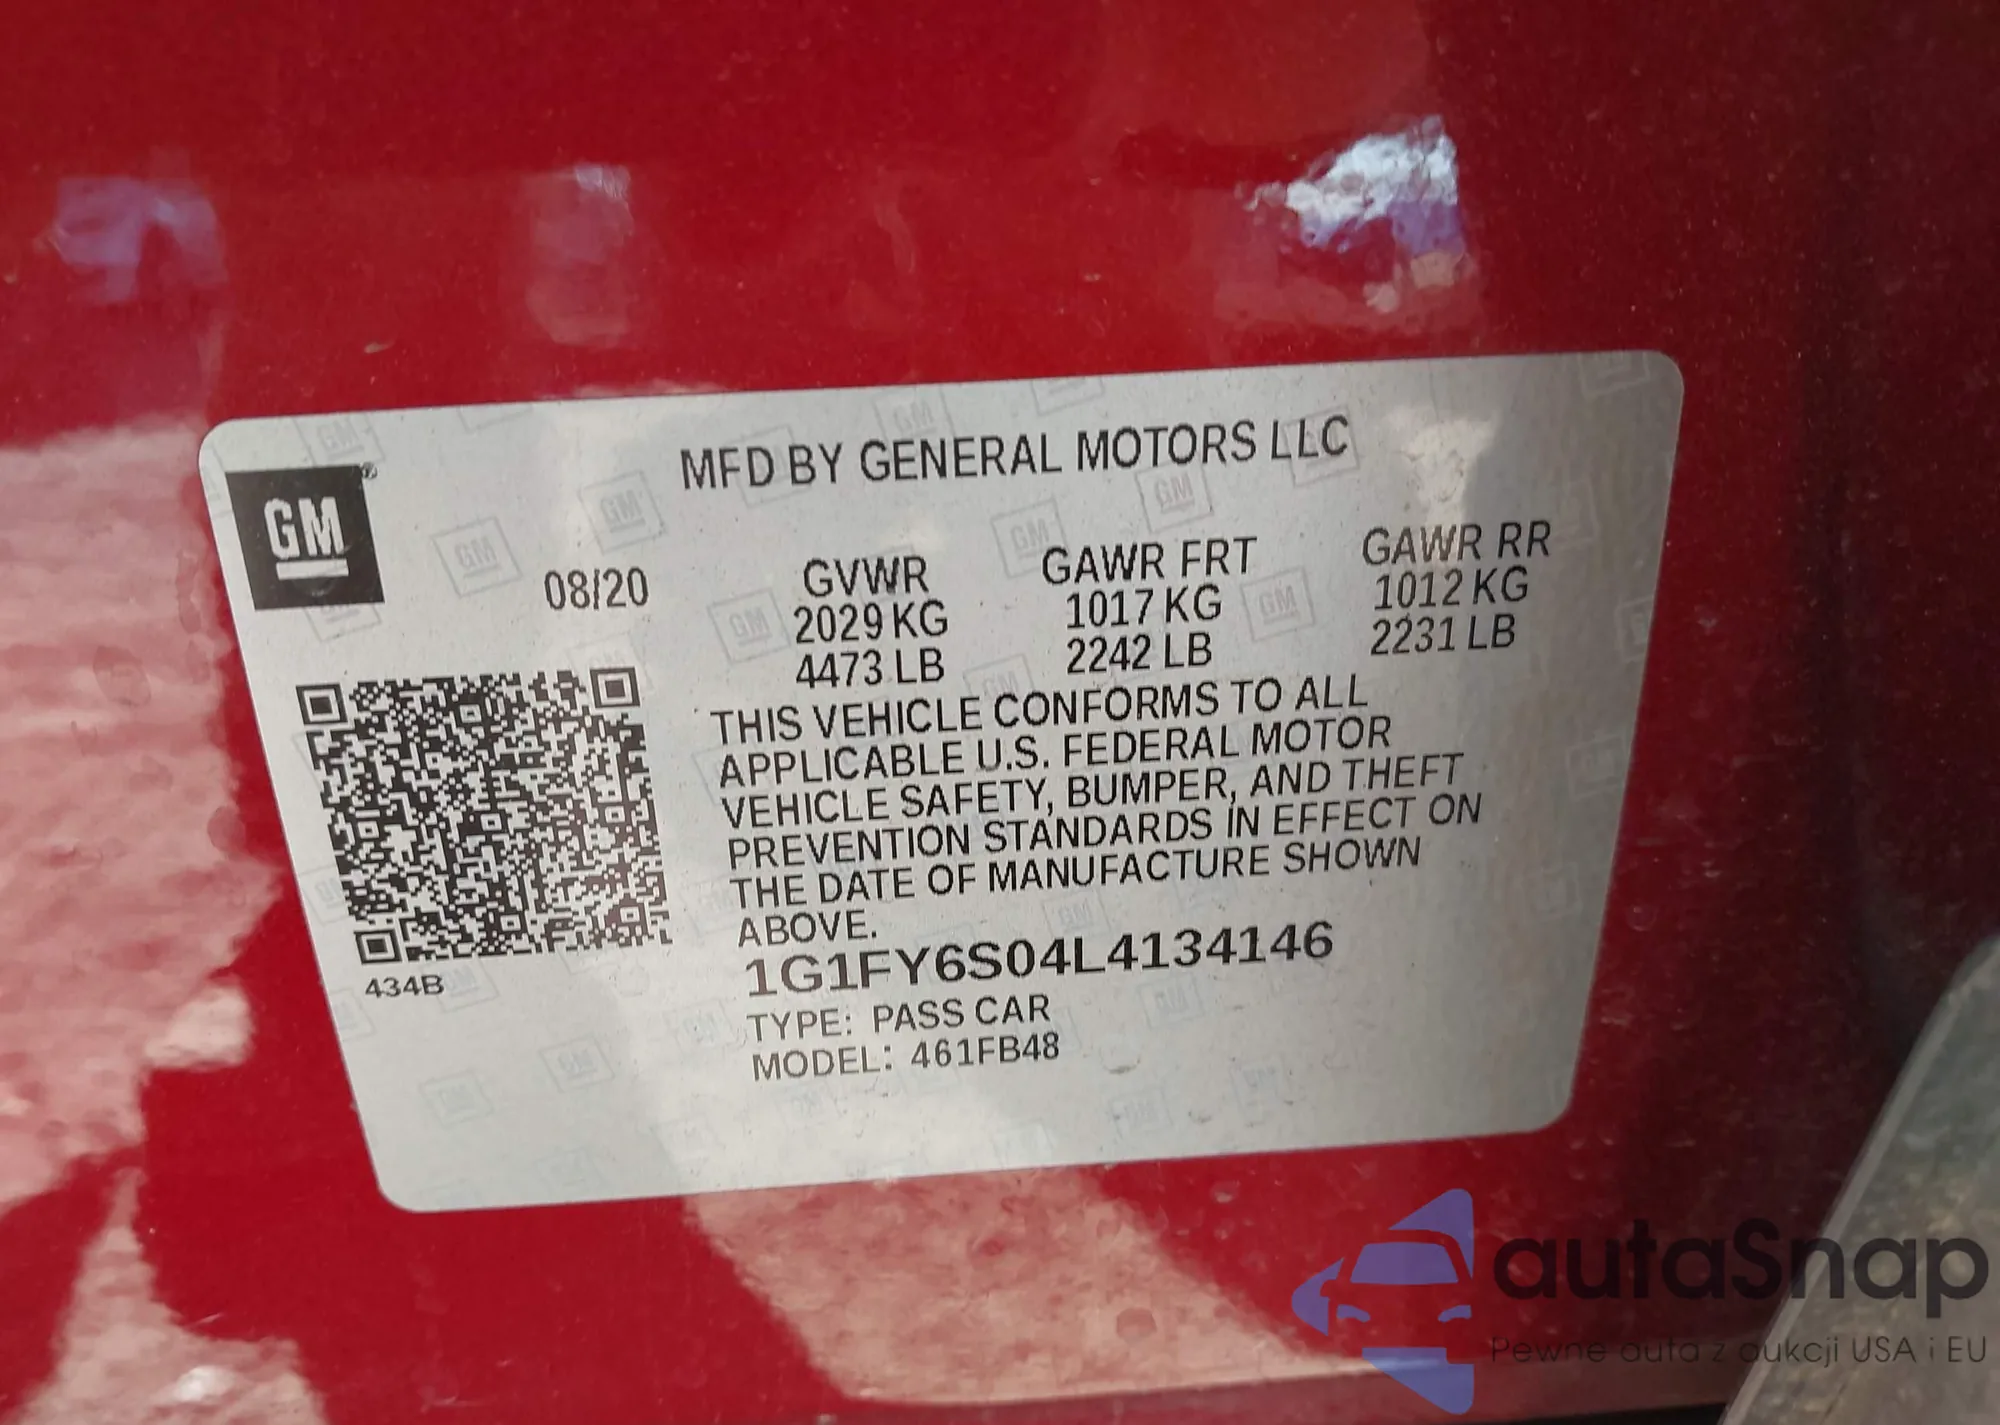 MFD BY GENERAL MOTORS LLC
GM
08/20
GVWR GAWR FRT GAWR RR
2029 KG 1017 KG 1012 KG
4473 LB 2242 LB 2231 LB
THIS VEHICLE CONFORMS TO ALL
APPLICABLE U.S. FEDERAL MOTOR
VEHICLE SAFETY, BUMPER, AND THEFT
PREVENTION STANDARDS IN EFFECT ON
THE DATE OF MANUFACTURE SHOWN
ABOVE.
434B
1G1FY6S04L4134146
TYPE: PASS CAR
MODEL: 461FB48
autaSnap
Pewne auta z aukcji USA i EU